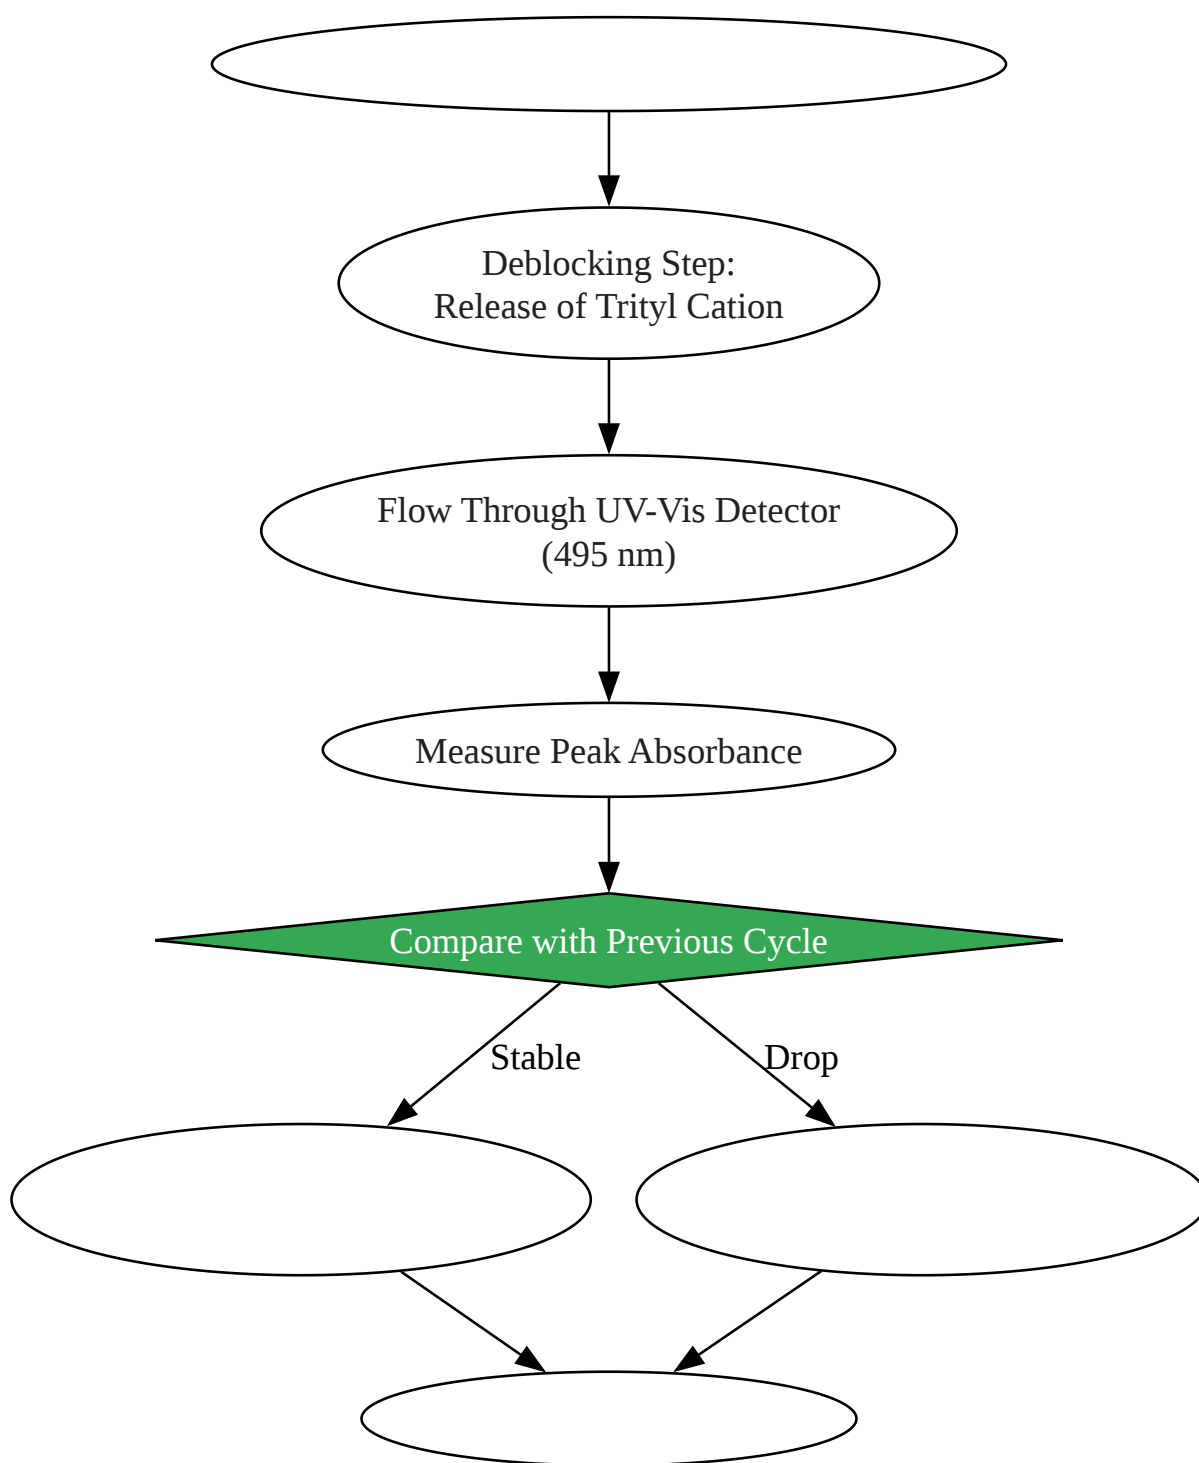 Deblocking Step:
Release of Trityl Cation
Flow Through UV-Vis Detector
(495 nm)
Measure Peak Absorbance
Compare with Previous Cycle
Stable
Drop